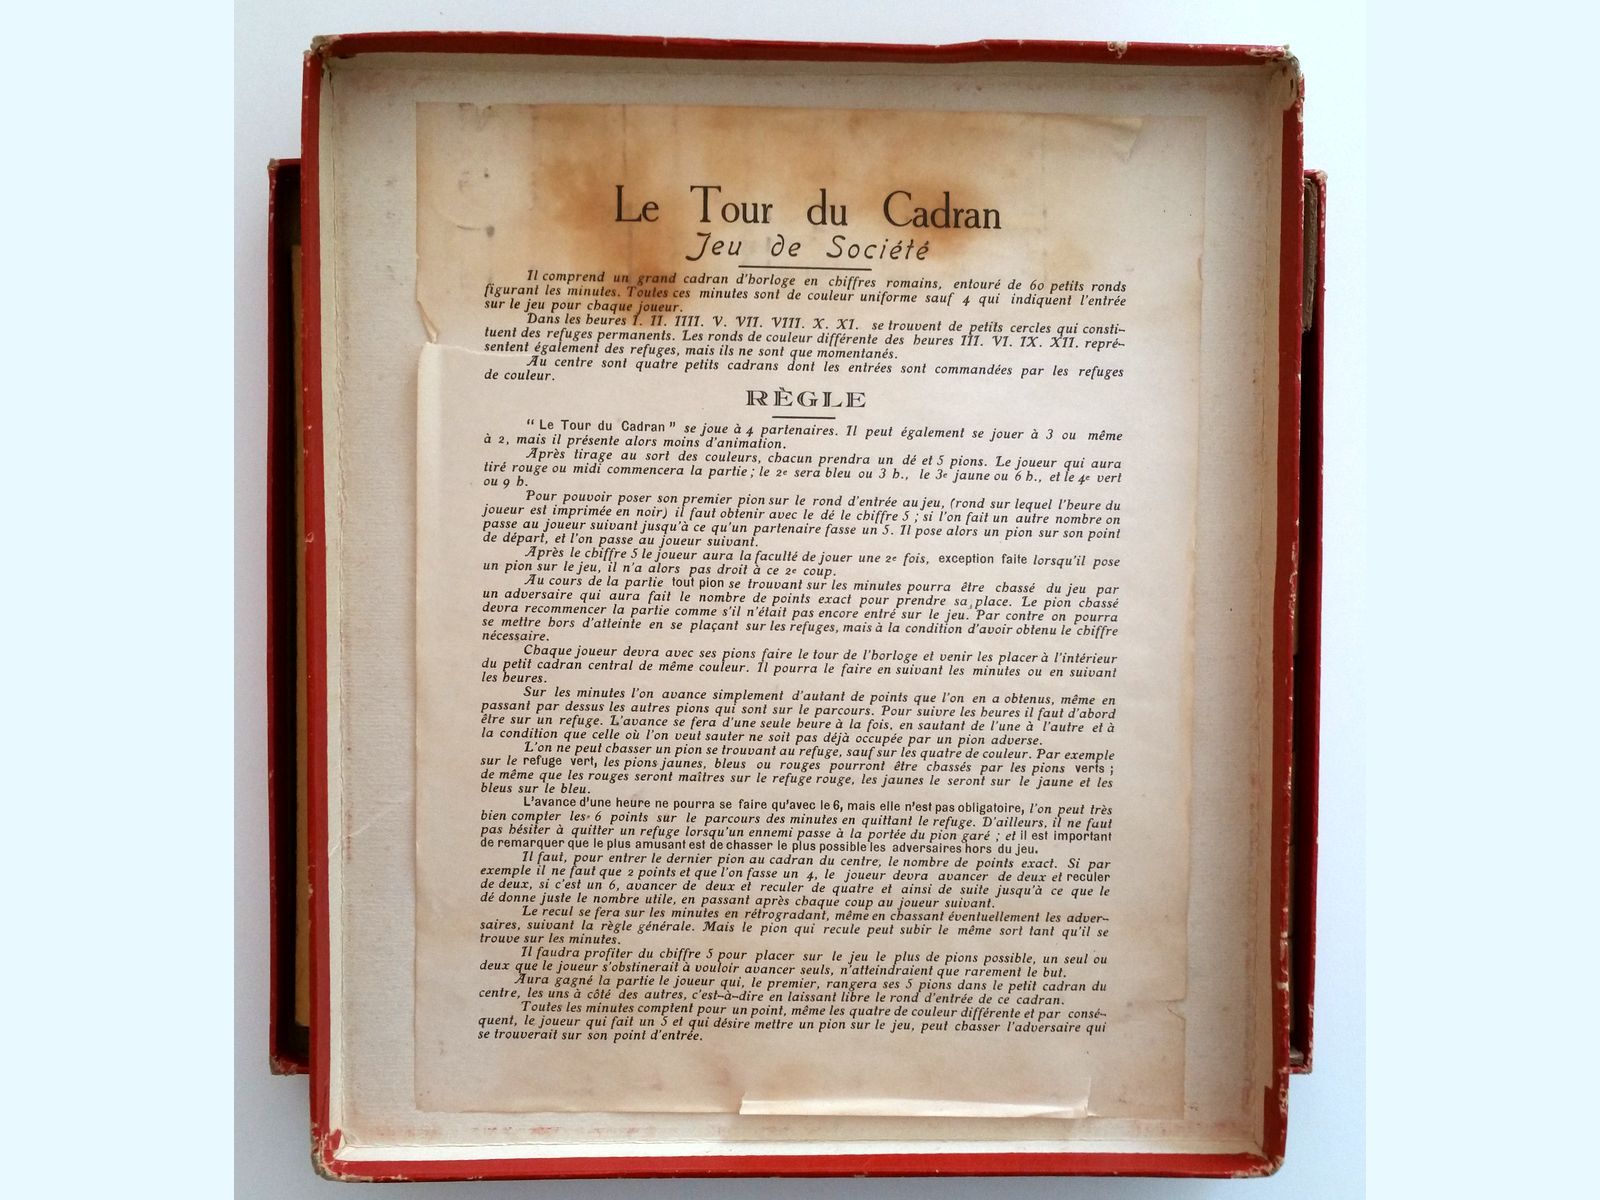 Le Tour du Cadran
Jeu de Société
Il comprend un grand cadran d'horloge en chiffres romains, entouré de 60 petits ronds
figurant les minutes. Toutes ces minutes sont de couleur uniforme sauf 4 qui indiquent l'entrée
sur le jeu pour chaque joueur.
Dans les heures I. II. IIII. V. VII. VIII. X. XI. se trouvent de petits cercles qui consti-
tuent des refuges permanents. Les ronds de couleur différente des heures III. VI. IX. XII. repré-
sentent également des refuges, mais ils ne sont que momentanés.
Au centre sont quatre petits cadrans dont les entrées sont commandées par les refuges
de couleur.
RÈGLE
“ Le Tour du Cadran ” se joue à 4 partenaires. Il peut également se jouer à 3 ou même
à 2, mais il présente alors moins d'animation.
Après tirage au sort des couleurs, chacun prendra un dé et 5 pions. Le joueur qui aura
tiré rouge ou midi commencera la partie ; le 2e sera bleu ou 3 h., le 3e jaune ou 6 h., et le 4e vert
ou 9 h.
Pour pouvoir poser son premier pion sur le rond d'entrée au jeu, (rond sur lequel l'heure du
joueur est imprimée en noir) il faut obtenir avec le dé le chiffre 5 ; si l'on fait un autre nombre on
passe au joueur suivant jusqu'à ce qu'un partenaire fasse un 5. Il pose alors un pion sur son point
de départ, et l'on passe au joueur suivant.
Après le chiffre 5 le joueur aura la faculté de jouer une 2e fois, exception faite lorsqu'il pose
un pion sur le jeu, il n'a alors pas droit à ce 2e coup.
Au cours de la partie tout pion se trouvant sur les minutes pourra être chassé du jeu par
un adversaire qui aura fait le nombre de points exact pour prendre sa place. Le pion chassé
devra recommencer la partie comme s'il n'était pas encore entré sur le jeu. Par contre on pourra
se mettre hors d'atteinte en se plaçant sur les refuges, mais à la condition d'avoir obtenu le chiffre
nécessaire.
Chaque joueur devra avec ses pions faire le tour de l'horloge et venir les placer à l'intérieur
du petit cadran central de même couleur. Il pourra le faire en suivant les minutes ou en suivant
les heures.
Sur les minutes l'on avance simplement d'autant de points que l'on en a obtenus, même en
passant par dessus les autres pions qui sont sur le parcours. Pour suivre les heures il faut d'abord
être sur un refuge. L'avance se fera d'une seule heure à la fois, en sautant de l'une à l'autre et à
la condition que celle où l'on veut sauter ne soit pas déjà occupée par un pion adverse.
L'on ne peut chasser un pion se trouvant au refuge, sauf sur les quatre de couleur. Par exemple
sur le refuge vert, les pions jaunes, bleus ou rouges pourront être chassés par les pions verts ;
de même que les rouges seront maîtres sur le refuge rouge, les jaunes le seront sur le jaune et les
bleus sur le bleu.
L'avance d'une heure ne pourra se faire qu'avec le 6, mais elle n'est pas obligatoire, l'on peut très
bien compter les 6 points sur le parcours des minutes en quittant le refuge. D'ailleurs, il ne faut
pas hésiter à quitter un refuge lorsqu'un ennemi passe à la portée du pion garé ; et il est important
de remarquer que le plus amusant est de chasser le plus possible les adversaires hors du jeu.
Il faut, pour entrer le dernier pion au cadran du centre, le nombre de points exact. Si par
exemple il ne faut que 2 points et que l'on fasse un 4, le joueur devra avancer de deux et reculer
de deux, si c'est un 6, avancer de deux et reculer de quatre et ainsi de suite jusqu'à ce que le
dé donne juste le nombre utile, en passant après chaque coup au joueur suivant.
Le recul se fera sur les minutes en rétrogradant, même en chassant éventuellement les adver-
saires, suivant la règle générale. Mais le pion qui recule peut subir le même sort tant qu'il se
trouve sur les minutes.
Il faudra profiter du chiffre 5 pour placer sur le jeu le plus de pions possible, un seul ou
deux que le joueur s'obstinerait à vouloir avancer seuls, n'atteindraient que rarement le but.
Aura gagné la partie le joueur qui, le premier, rangera ses 5 pions dans le petit cadran du
centre, les uns à côté des autres, c'est-à-dire en laissant libre le rond d'entrée de ce cadran.
Toutes les minutes comptent pour un point, même les quatre de couleur différente et par consé-
quent, le joueur qui fait un 5 et qui désire mettre un pion sur le jeu, peut chasser l'adversaire qui
se trouverait sur son point d'entrée.